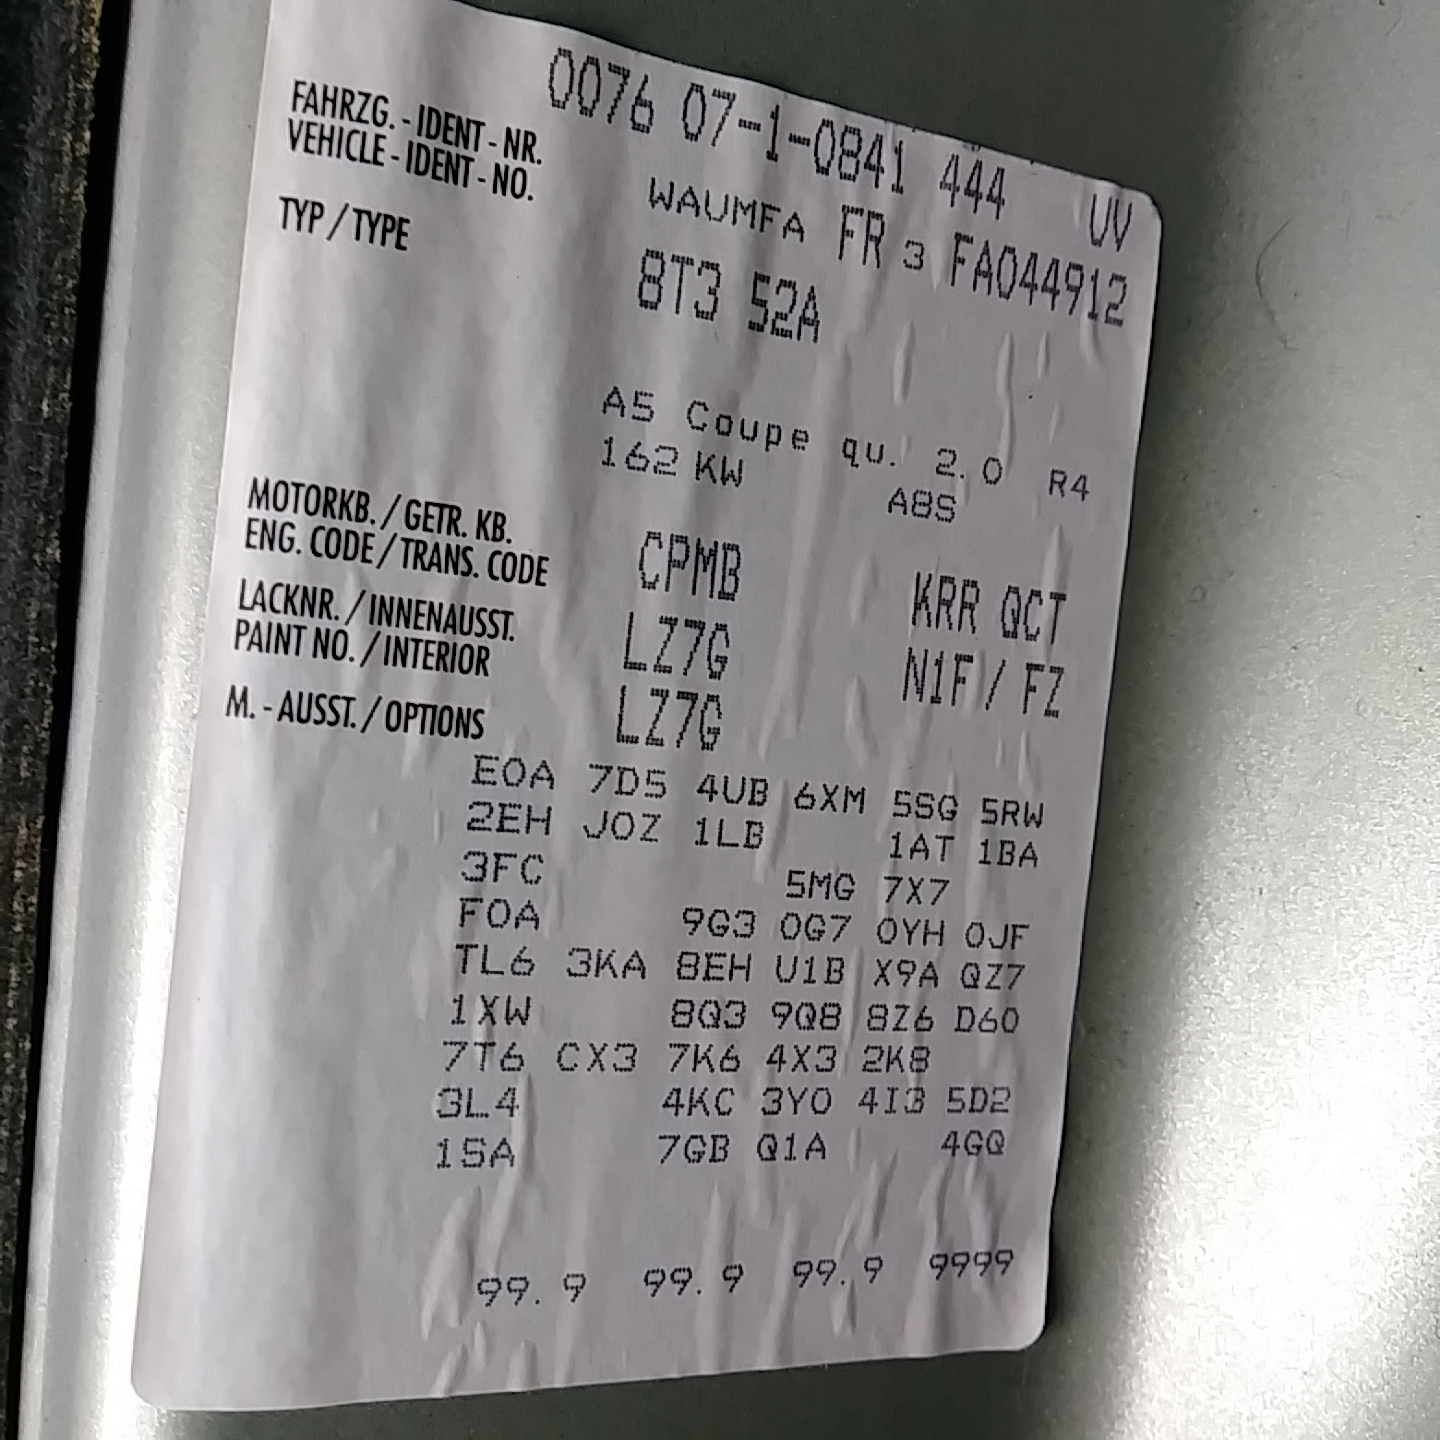 0076 07-1-0841 444 UV
FAHRZG. - IDENT - NR.
VEHICLE - IDENT - NO. WAUMFA FR 3 FA044912
TYP / TYPE 8T3 52A
A5 Coupe qu. 2.0 R4
162 KW A8S
MOTORKB. / GETR. KB.
ENG. CODE / TRANS. CODE CPMB KRR QCT
LACKNR. / INNENAUSST.
PAINT NO. / INTERIOR LZ7G N1F / FZ
LZ7G
M. - AUSST. / OPTIONS
E0A 7D5 4UB 6XM 5SG 5RW
2EH J0Z 1LB 1AT 1BA
3FC 5MG 7X7
F0A 9G3 0G7 0YH 0JF
TL6 3KA 8EH U1B X9A QZ7
1XW 8Q3 9Q8 8Z6 D60
7T6 CX3 7K6 4X3 2K8
3L4 4KC 3Y0 4I3 5D2
1SA 7GB Q1A 4GQ
99.9 99.9 99.9 9999